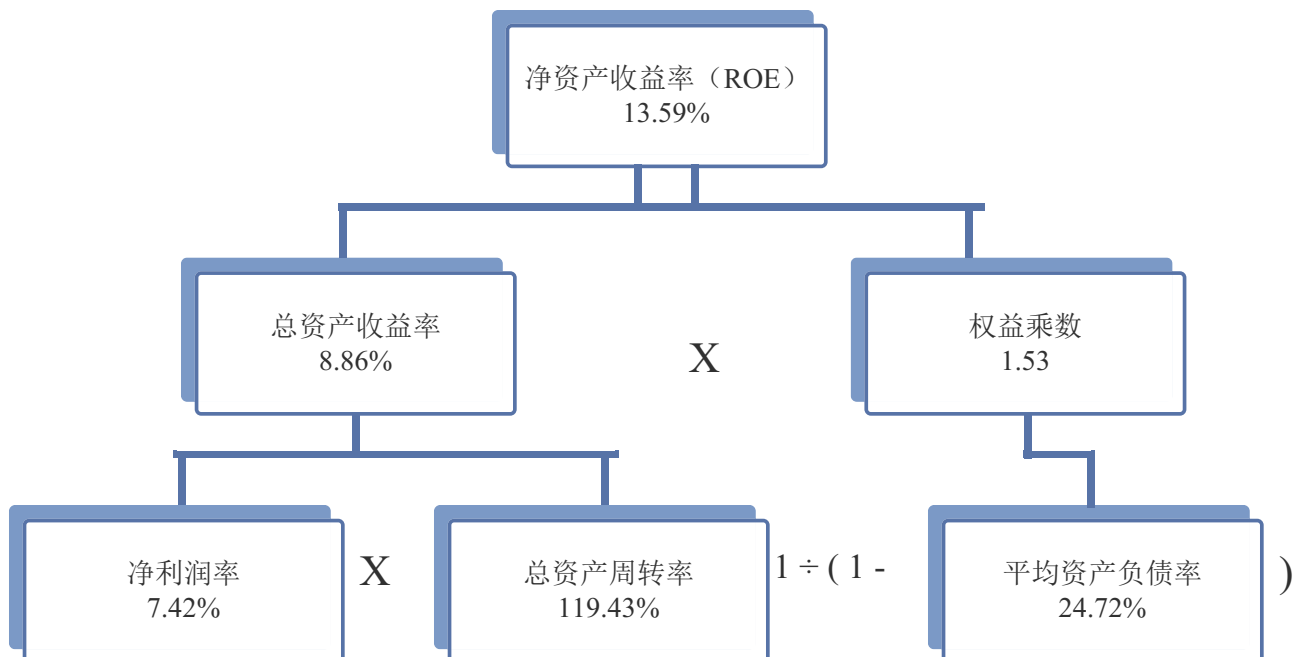 净资产收益率（ROE）
13.59%
总资产收益率
8.86%
X
权益乘数
1.53
净利润率
7.42%
X
总资产周转率
119.43%
1 ÷ ( 1 -
平均资产负债率
24.72%
)